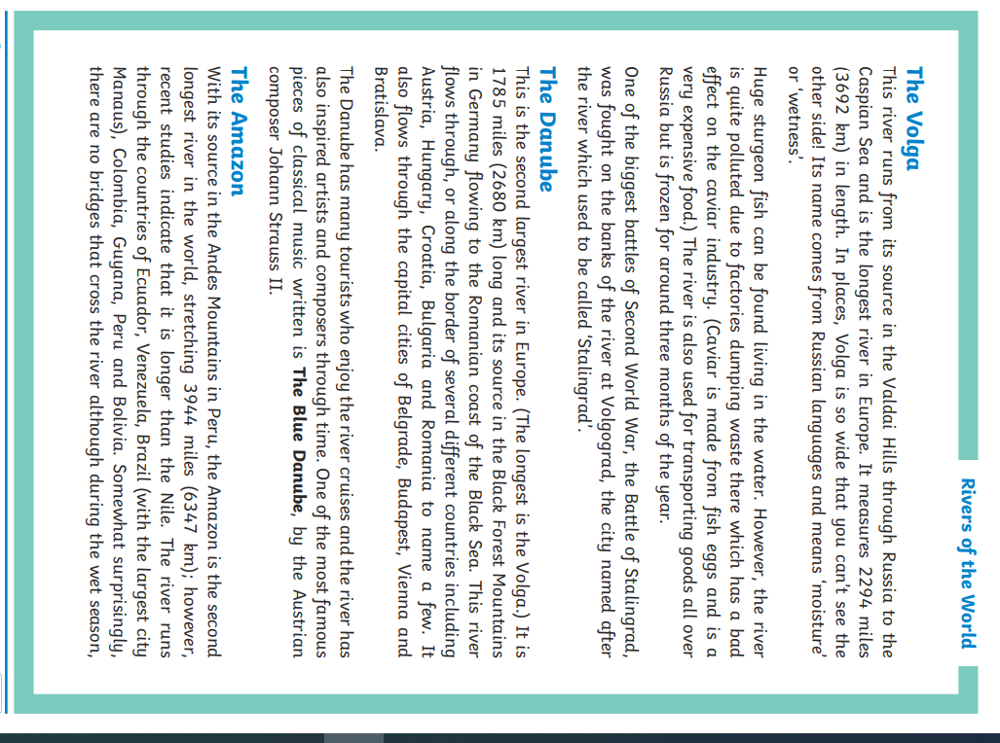 Rivers of the World
The Volga
This river runs from its source in the Valdai Hills through Russia to the
Caspian Sea and is the longest river in Europe. It measures 2294 miles
(3692 km) in length. In places, Volga is so wide that you can't see the
other side! Its name comes from Russian languages and means 'moisture'
or 'wetness'.
Huge sturgeon fish can be found living in the water. However, the river
is quite polluted due to factories dumping waste there which has a bad
effect on the caviar industry. (Caviar is made from fish eggs and is a
very expensive food.) The river is also used for transporting goods all over
Russia but is frozen for around three months of the year.
One of the biggest battles of Second World War, the Battle of Stalingrad,
was fought on the banks of the river at Volgograd, the city named after
the river which used to be called 'Stalingrad'.
The Danube
This is the second largest river in Europe. (The longest is the Volga.) It is
1785 miles (2680 km) long and its source in the Black Forest Mountains
in Germany flowing to the Romanian coast of the Black Sea. This river
flows through, or along the border of several different countries including
Austria, Hungary, Croatia, Bulgaria and Romania to name a few. It
also flows through the capital cities of Belgrade, Budapest, Vienna and
Bratislava.
The Danube has many tourists who enjoy the river cruises and the river has
also inspired artists and composers through time. One of the most famous
pieces of classical music written is The Blue Danube, by the Austrian
composer Johann Strauss II.
The Amazon
With its source in the Andes Mountains in Peru, the Amazon is the second
longest river in the world, stretching 3944 miles (6347 km); however,
recent studies indicate that it is longer than the Nile. The river runs
through the countries of Ecuador, Venezuela, Brazil (with the largest city
Manaus), Colombia, Guyana, Peru and Bolivia. Somewhat surprisingly,
there are no bridges that cross the river although during the wet season,